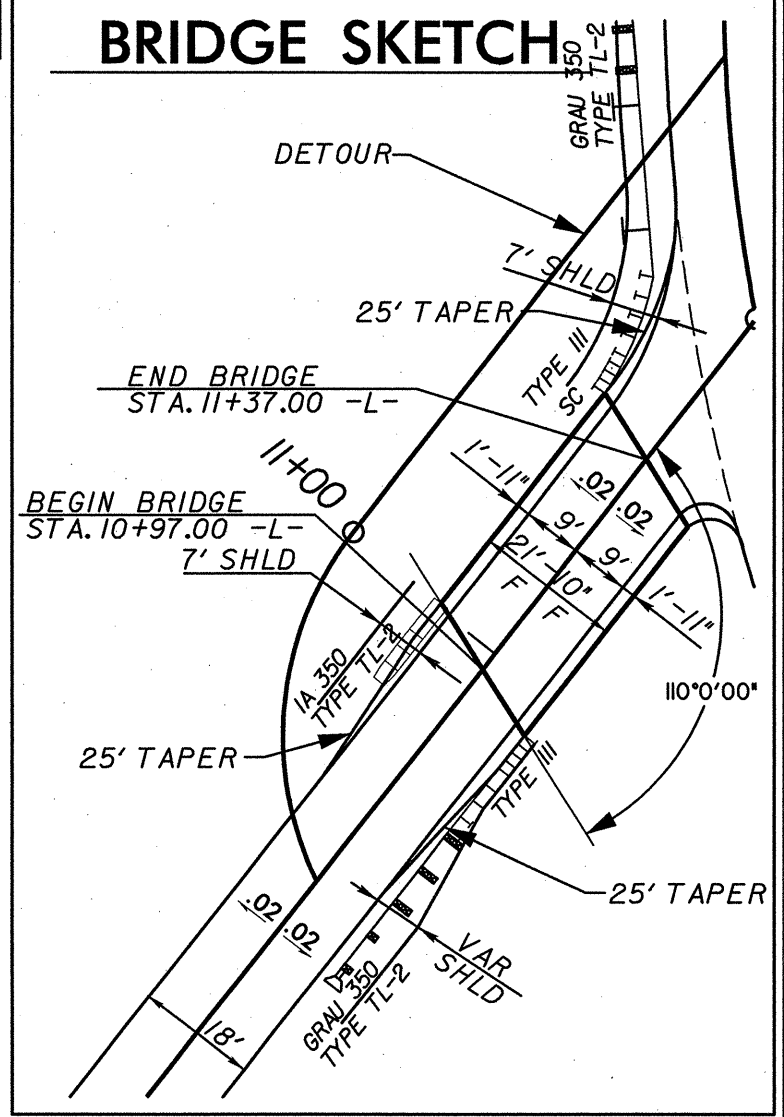 BRIDGE SKETCH
GRAU 350
TYPE TL-2
DETOUR
7' SHLD
25' TAPER
TYPE III
SC
END BRIDGE
STA.11+37.00 -L-
11+00
1'-11"
.02 .02
9'
9'
21'-10"
F F
1'-11"
BEGIN BRIDGE
STA.10+97.00 -L-
7' SHLD
IA 350
TYPE TL-2
110°0'00"
25' TAPER
TYPE III
25' TAPER
.02 .02
VAR
SHLD
GRAU 350
TYPE TL-2
18'